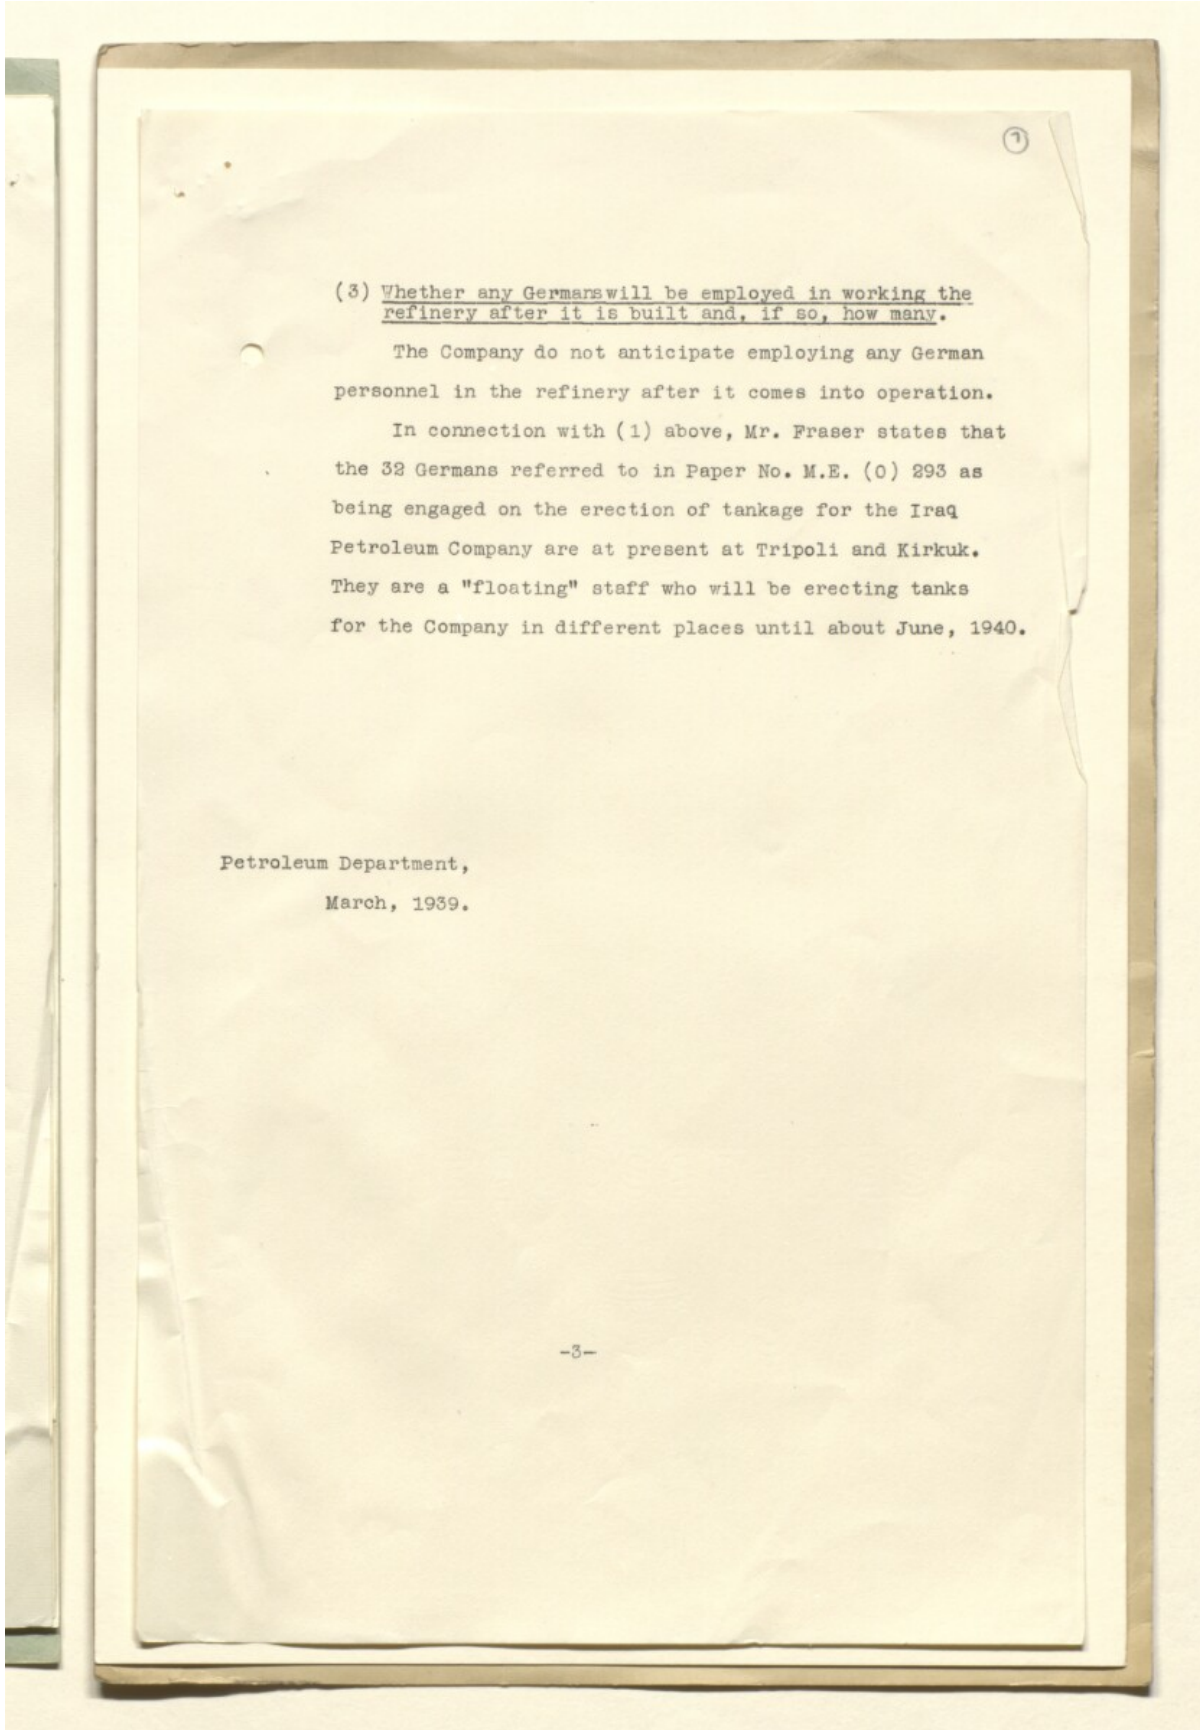 7
(3) Whether any Germanswill be employed in working the
refinery after it is built and, if so, how many.
The Company do not anticipate employing any German
personnel in the refinery after it comes into operation.
In connection with (1) above, Mr. Fraser states that
the 32 Germans referred to in Paper No. M.E. (O) 293 as
being engaged on the erection of tankage for the Iraq
Petroleum Company are at present at Tripoli and Kirkuk.
They are a "floating" staff who will be erecting tanks
for the Company in different places until about June, 1940.
Petroleum Department,
March, 1939.
-3-